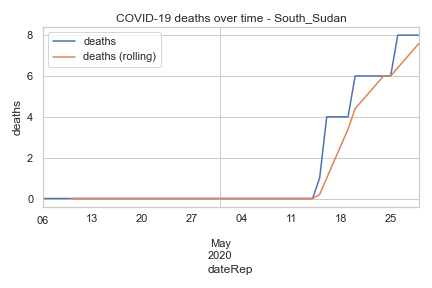 COVID-19 deaths over time - South_Sudan
deaths
deaths (rolling)
deaths
8
6
4
2
0
06 13 20 27 04 11 18 25
May
2020
dateRep